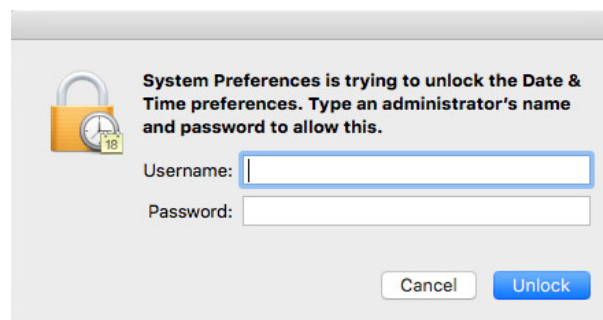 System Preferences is trying to unlock the Date &
Time preferences. Type an administrator's name
and password to allow this.
Username:
Password:
18
Cancel Unlock